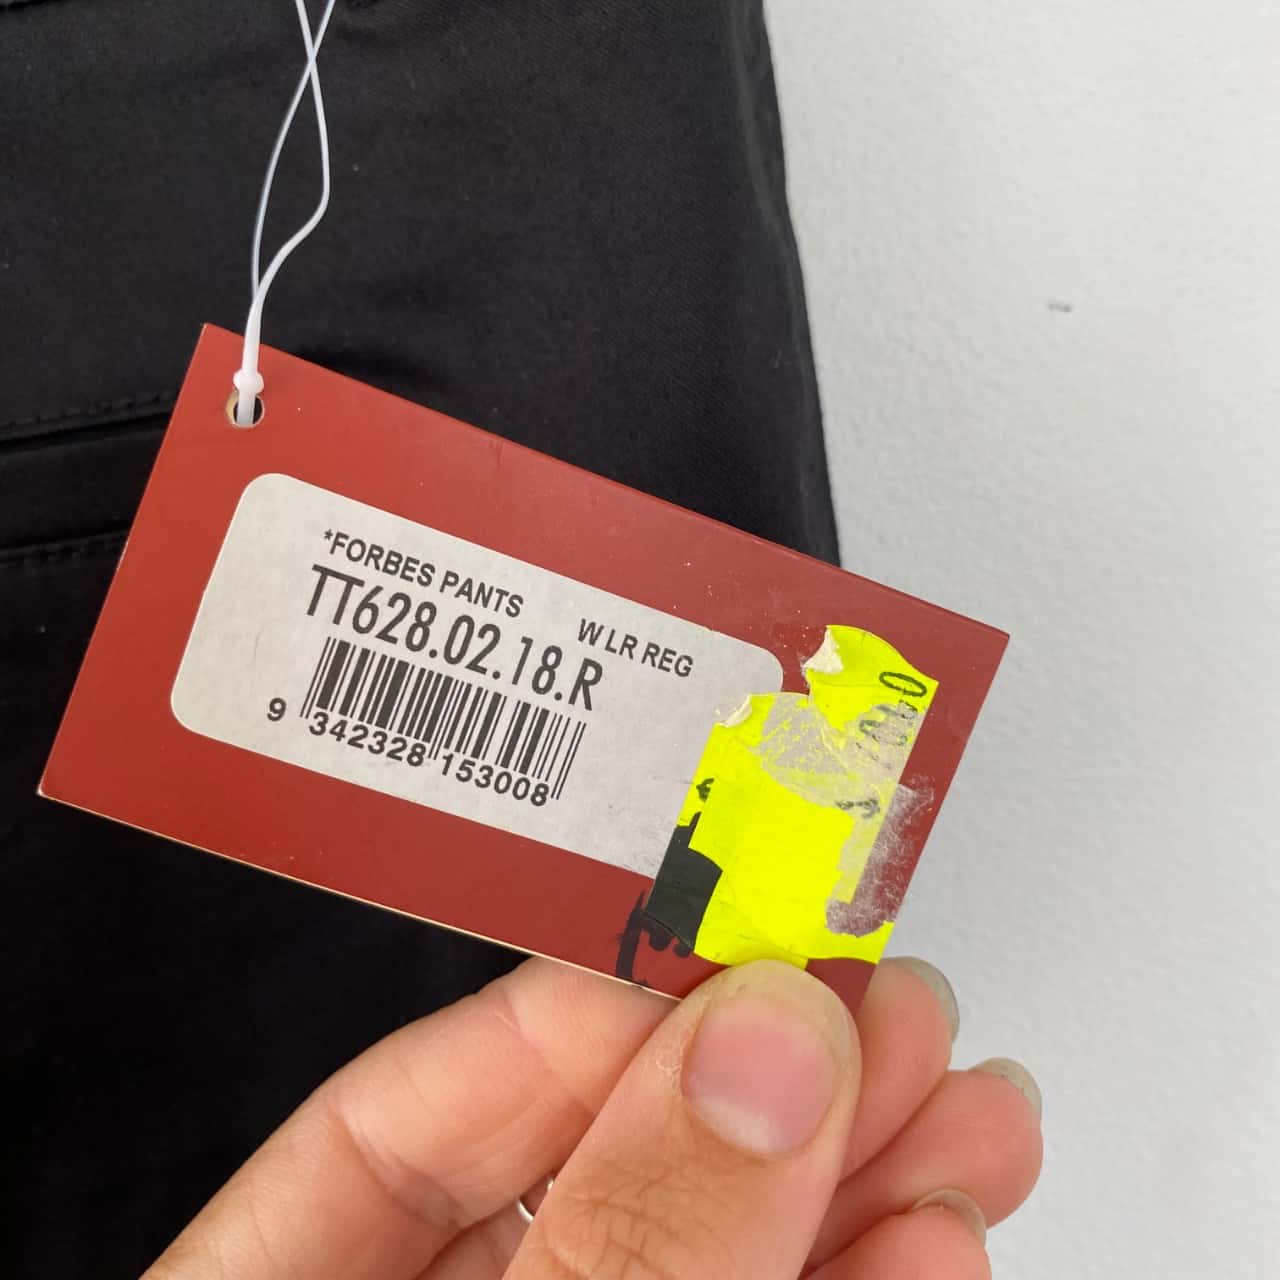 *FORBES PANTS
W LR REG
TT628.02.18.R
9 342328 153008